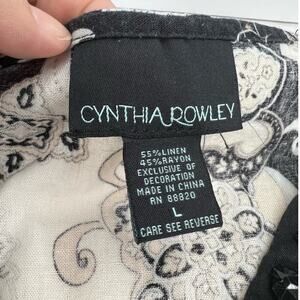 CYNTHIA ROWLEY
55% LINEN
45% RAYON
EXCLUSIVE OF
DECORATION
MADE IN CHINA
RN 88820
L
CARE SEE REVERSE